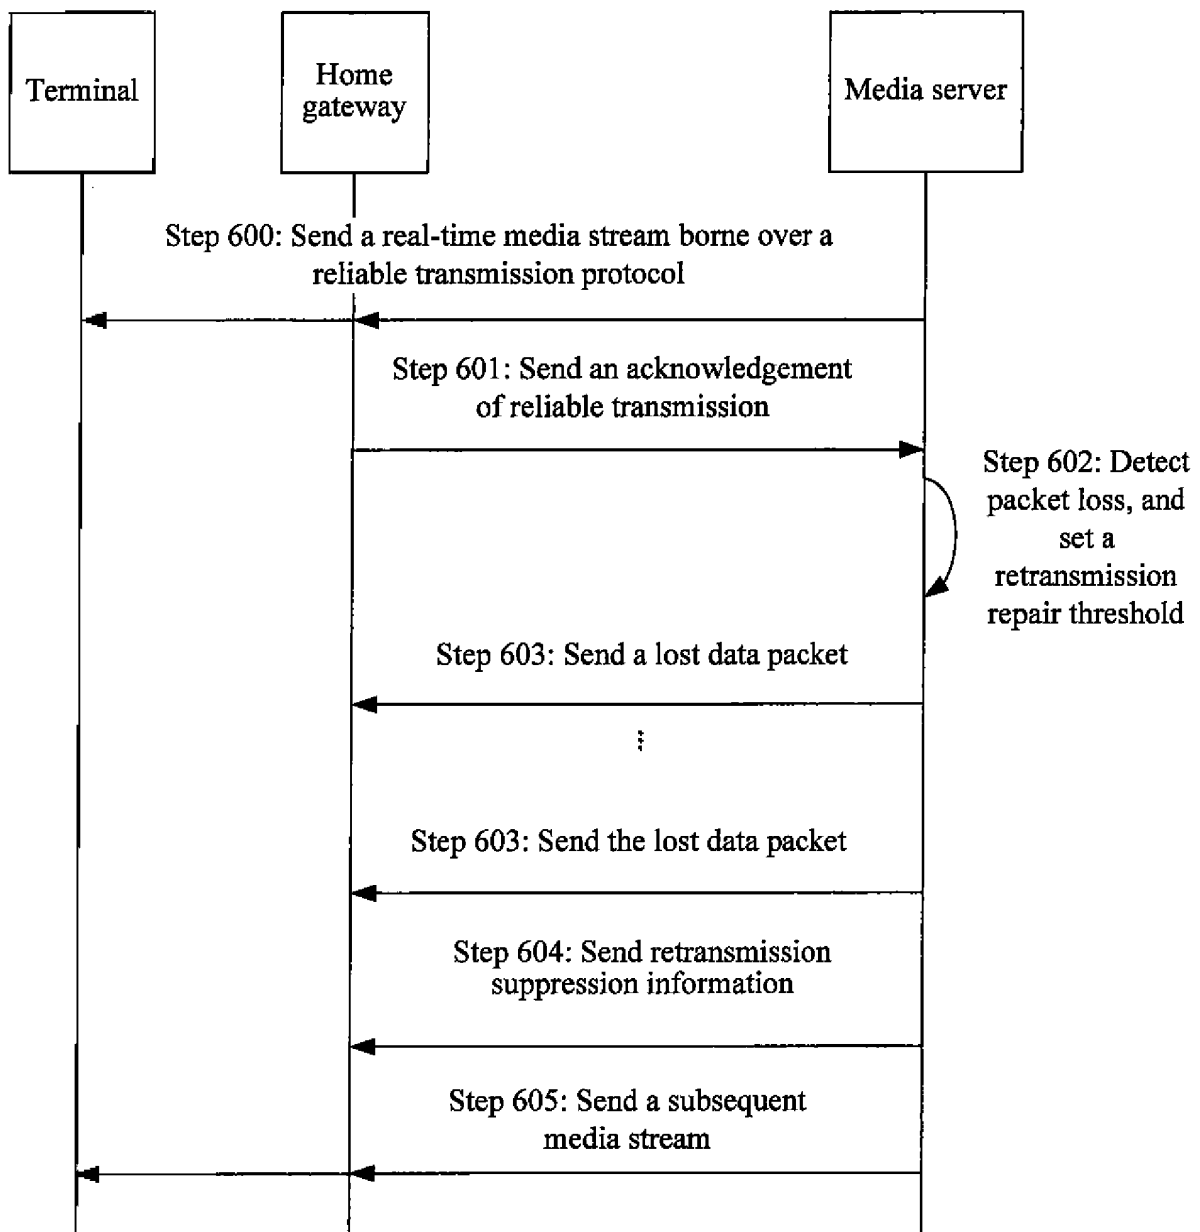 Terminal
Home
gateway
Media server
Step 600: Send a real-time media stream borne over a
reliable transmission protocol
Step 601: Send an acknowledgement
of reliable transmission
Step 602: Detect
packet loss, and
set a
retransmission
repair threshold
Step 603: Send a lost data packet
...
Step 603: Send the lost data packet
Step 604: Send retransmission
suppression information
Step 605: Send a subsequent
media stream